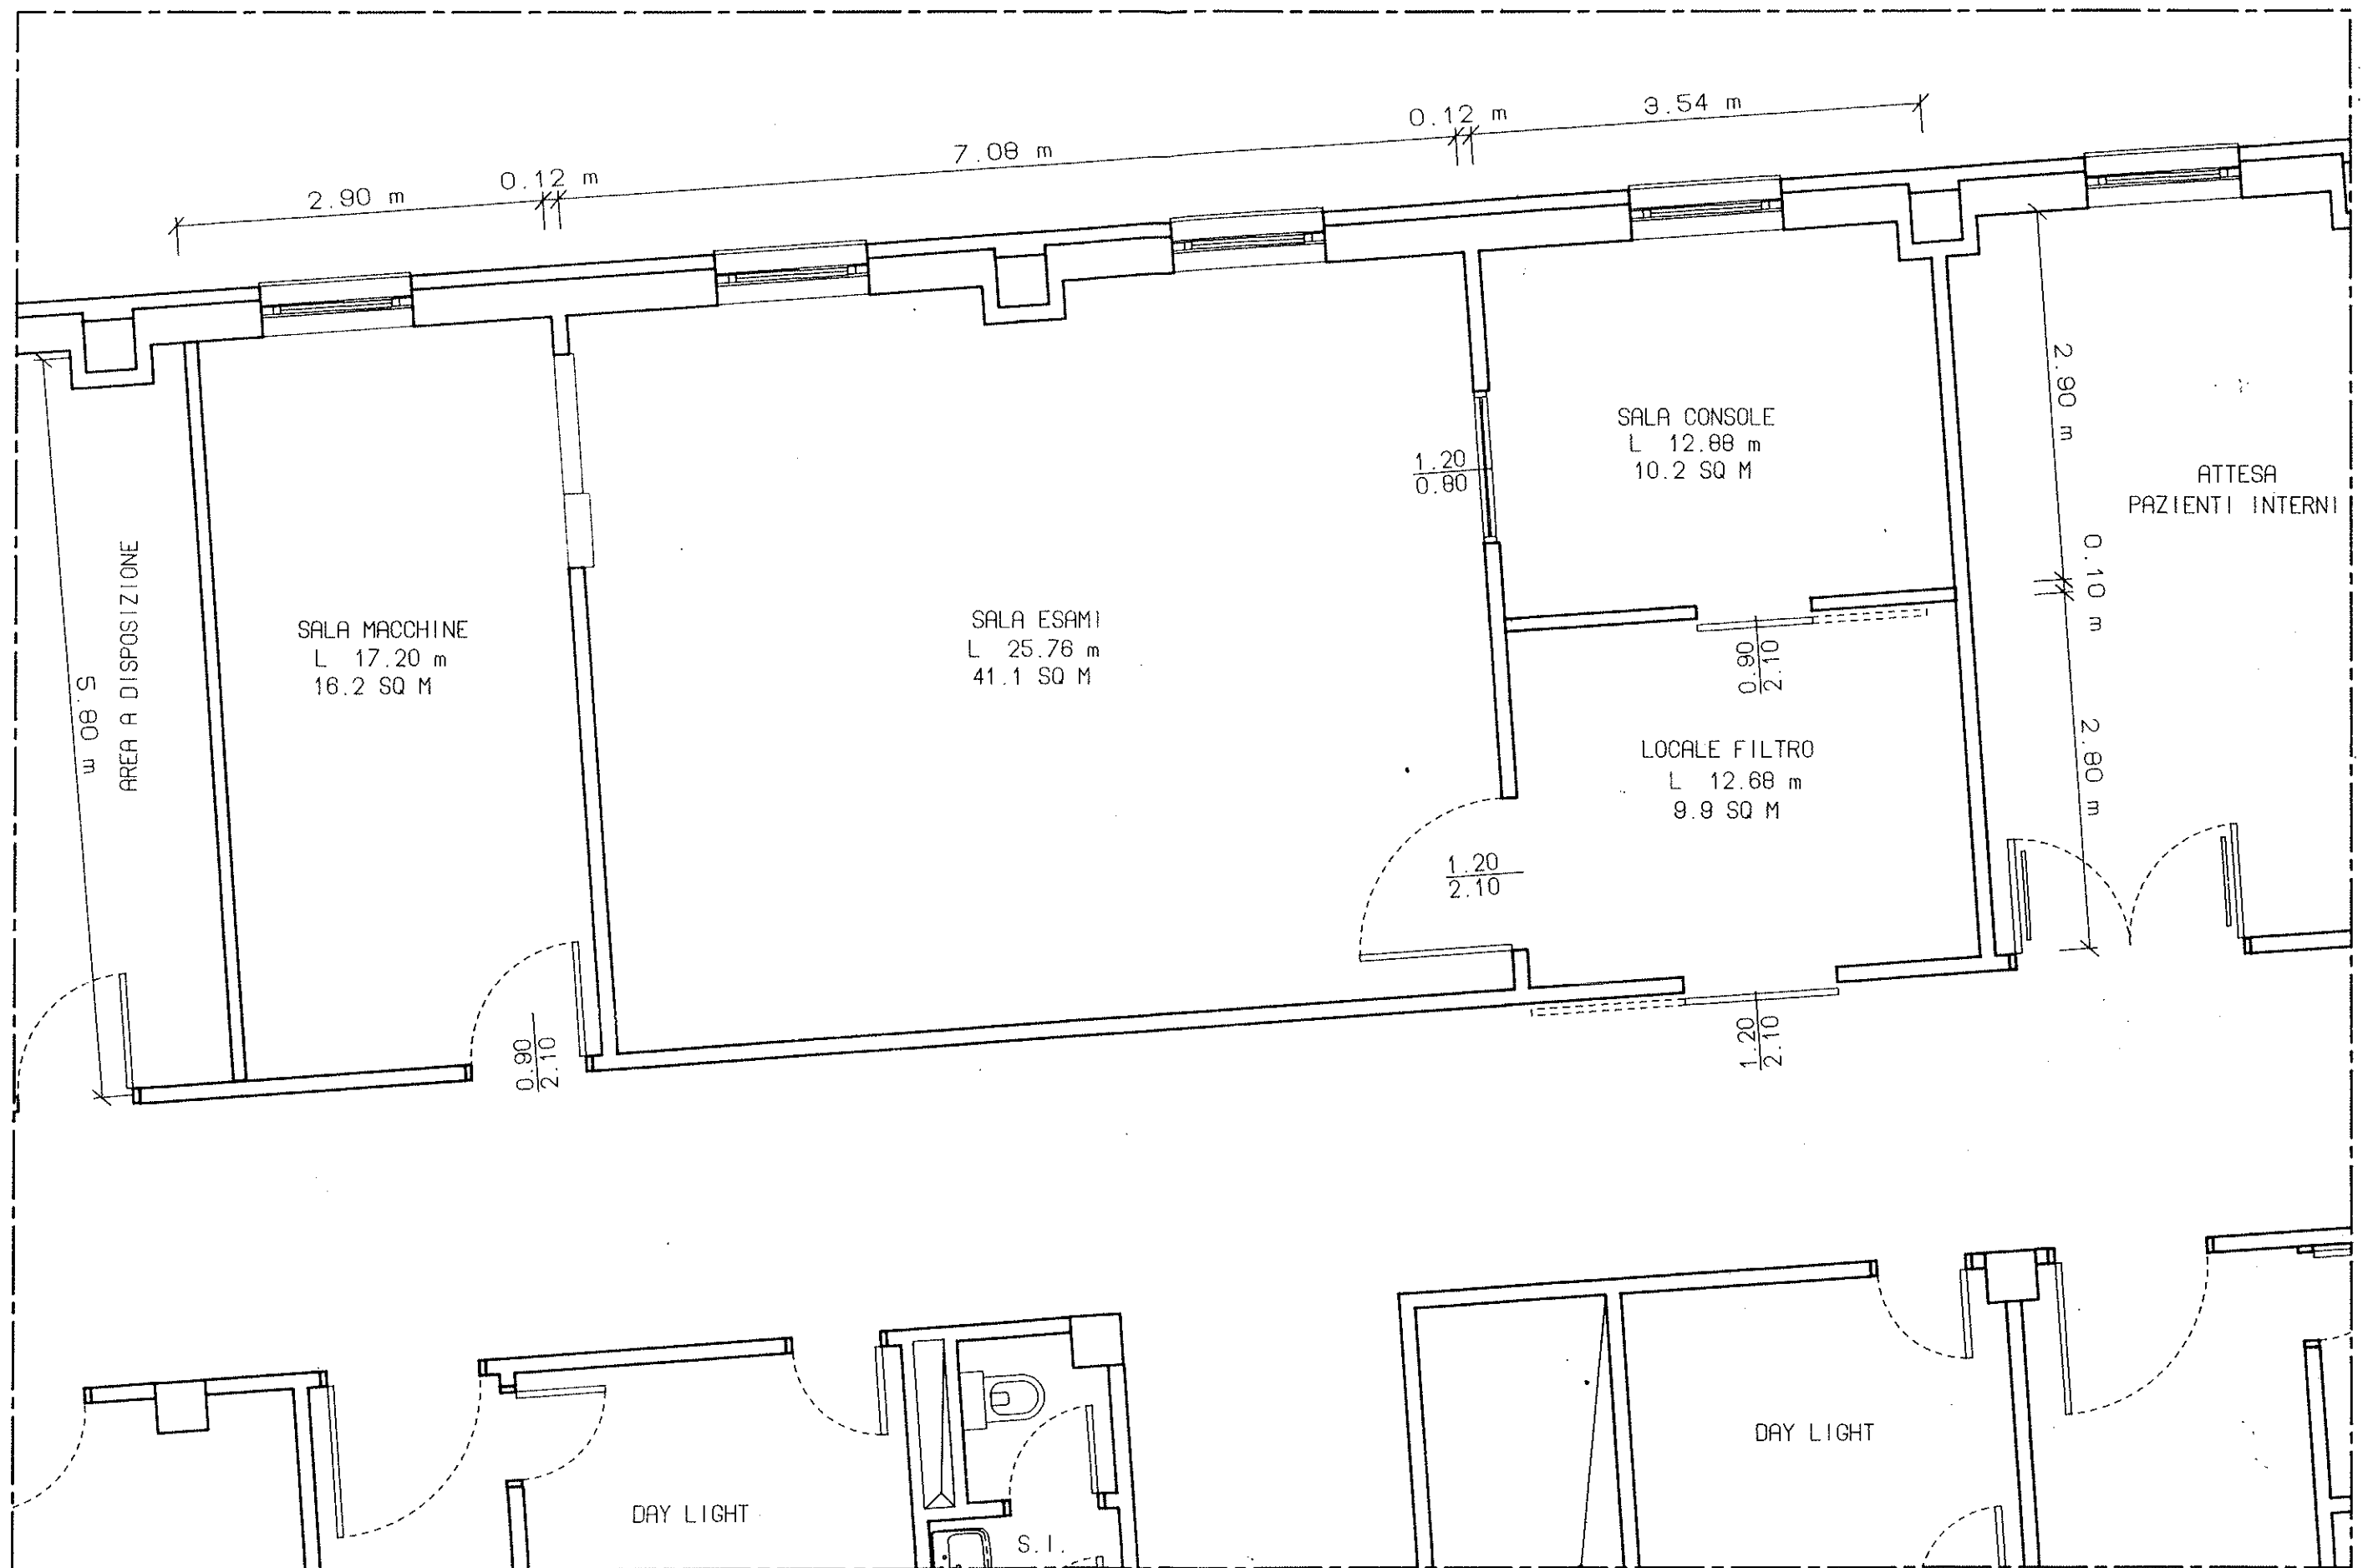 2.90 m
0.12 m
7.08 m
0.12 m
3.54 m
2.90 m
0.10 m
2.80 m
5.80 m
AREA A DISPOSIZIONE
SALA MACCHINE
L 17.20 m
16.2 SQ M
SALA ESAMI
L 25.76 m
41.1 SQ M
1.20
0.80
SALA CONSOLE
L 12.88 m
10.2 SQ M
ATTESA
PAZIENTI INTERNI
0.90
2.10
LOCALE FILTRO
L 12.68 m
9.9 SQ M
1.20
2.10
0.90
2.10
1.20
2.10
DAY LIGHT
S.I.
DAY LIGHT